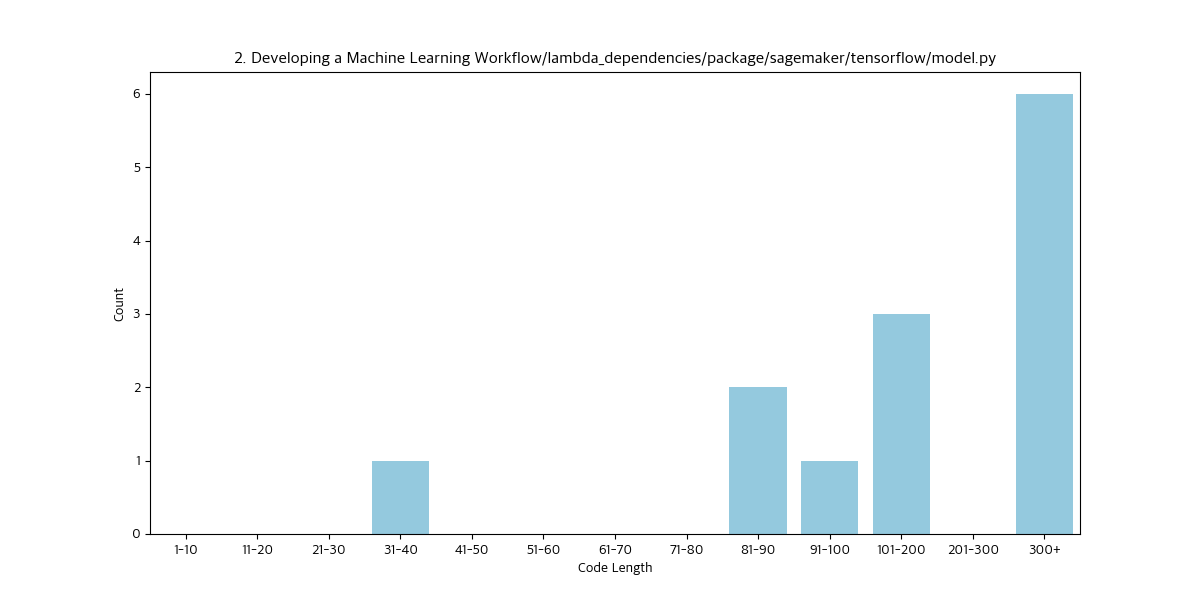 2. Developing a Machine Learning Workflow/lambda_dependencies/package/sagemaker/tensorflow/model.py
6
5
4
3
2
1
0
Count
1-10 11-20 21-30 31-40 41-50 51-60 61-70 71-80 81-90 91-100 101-200 201-300 300+
Code Length